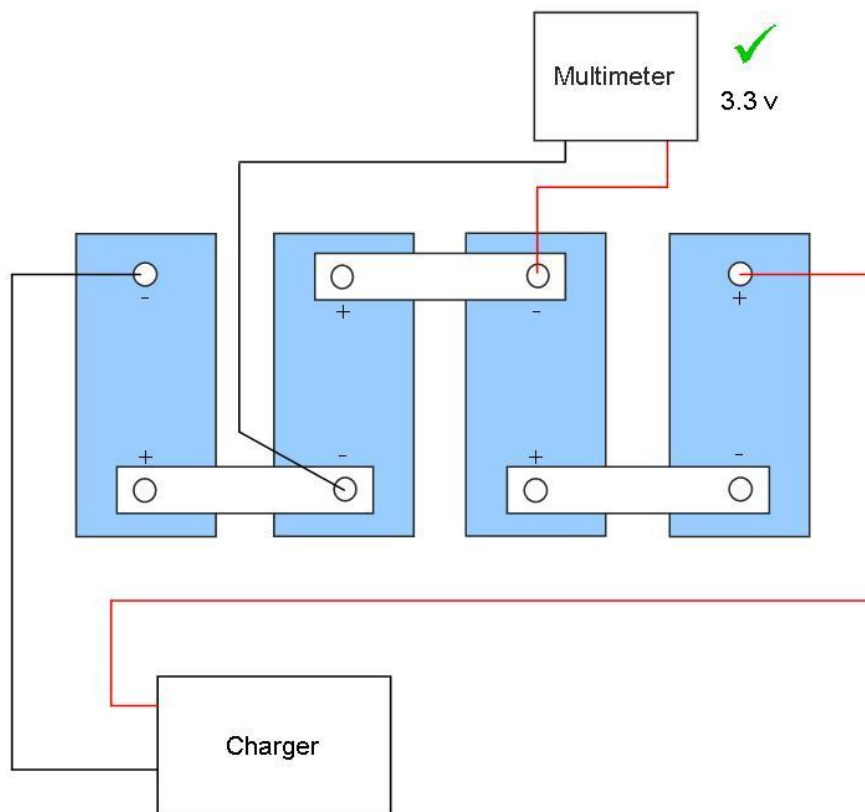 Multimeter
3.3 v
- + - +
+ - + -
Charger